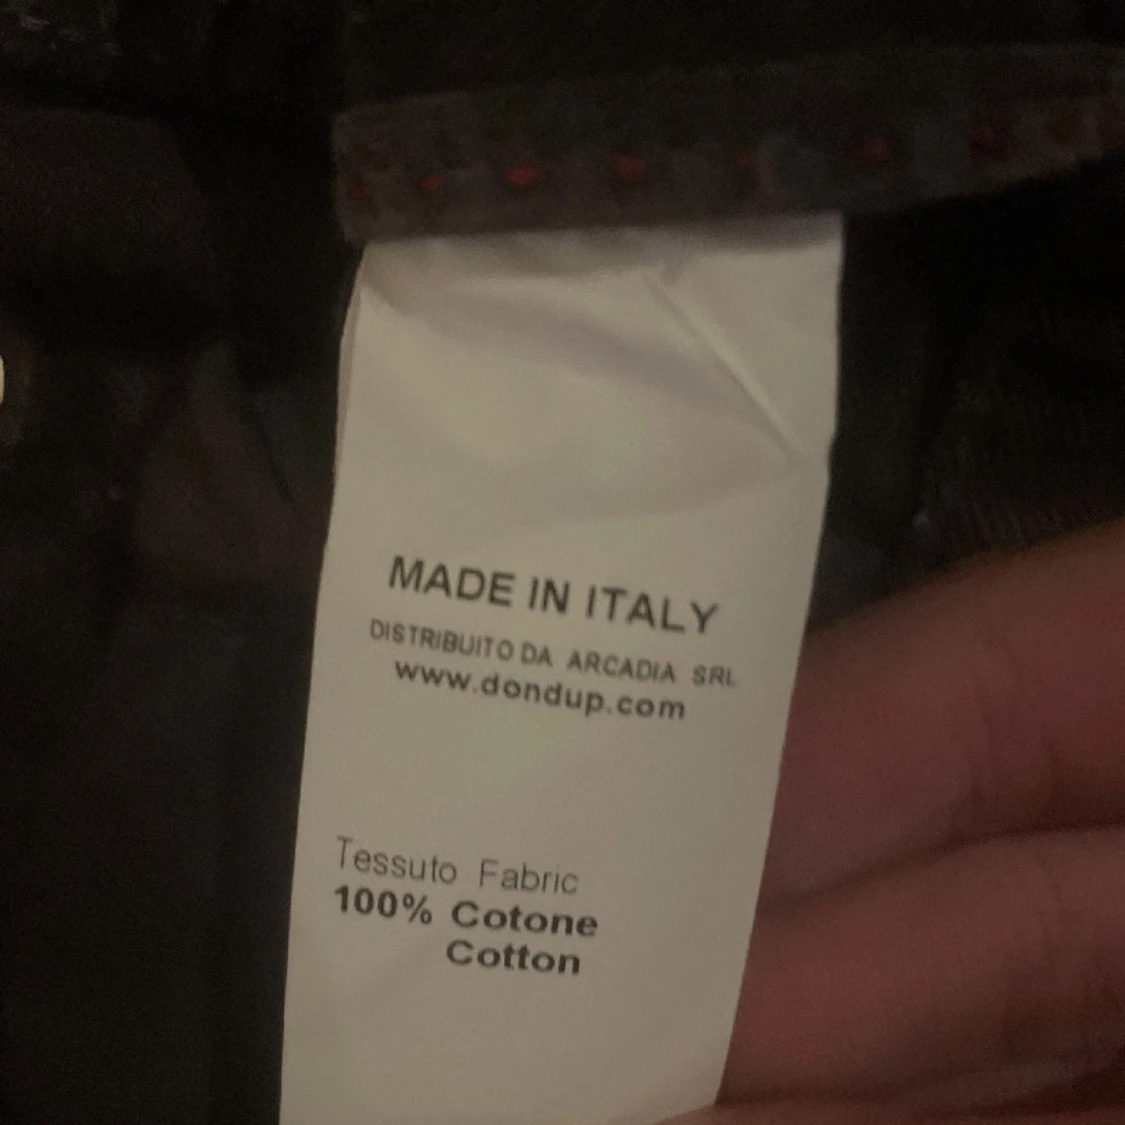 MADE IN ITALY
DISTRIBUITO DA ARCADIA SRL
www.dondup.com
Tessuto Fabric
100% Cotone
Cotton